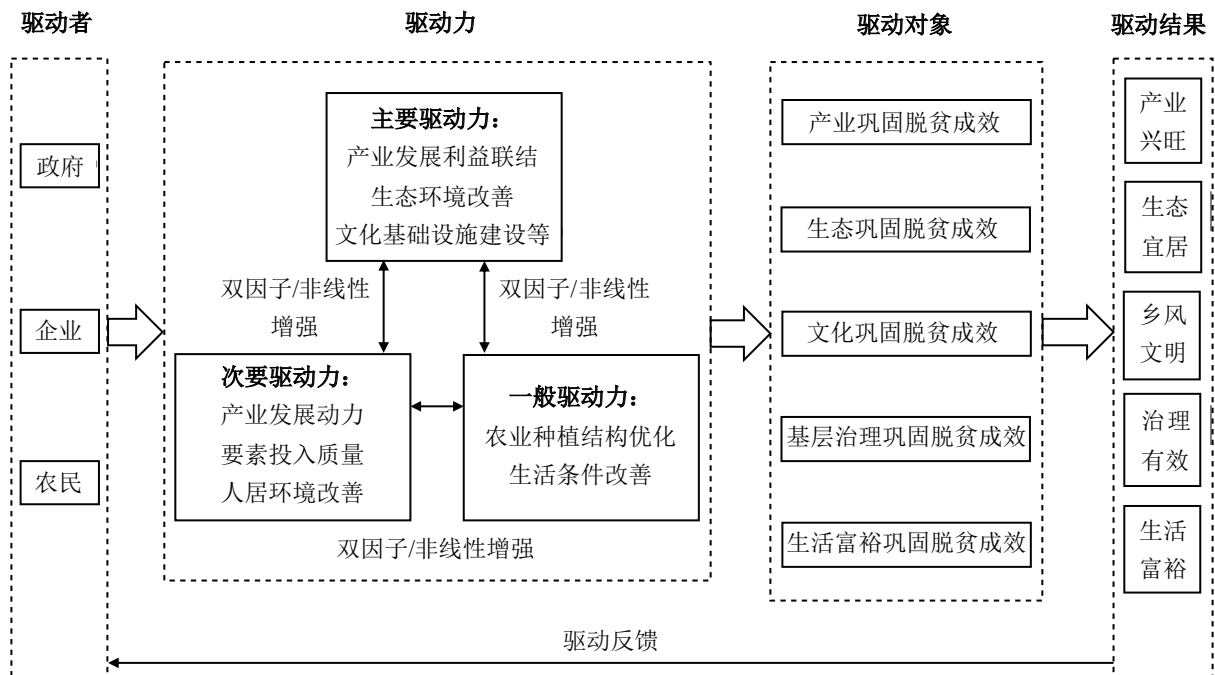 驱动者
驱动力
驱动对象
驱动结果
政府
企业
农民
主要驱动力：
产业发展利益联结
生态环境改善
文化基础设施建设等
双因子/非线性
增强
双因子/非线性
增强
次要驱动力：
产业发展动力
要素投入质量
人居环境改善
一般驱动力：
农业种植结构优化
生活条件改善
双因子/非线性增强
产业巩固脱贫成效
生态巩固脱贫成效
文化巩固脱贫成效
基层治理巩固脱贫成效
生活富裕巩固脱贫成效
产业
兴旺
生态
宜居
乡风
文明
治理
有效
生活
富裕
驱动反馈